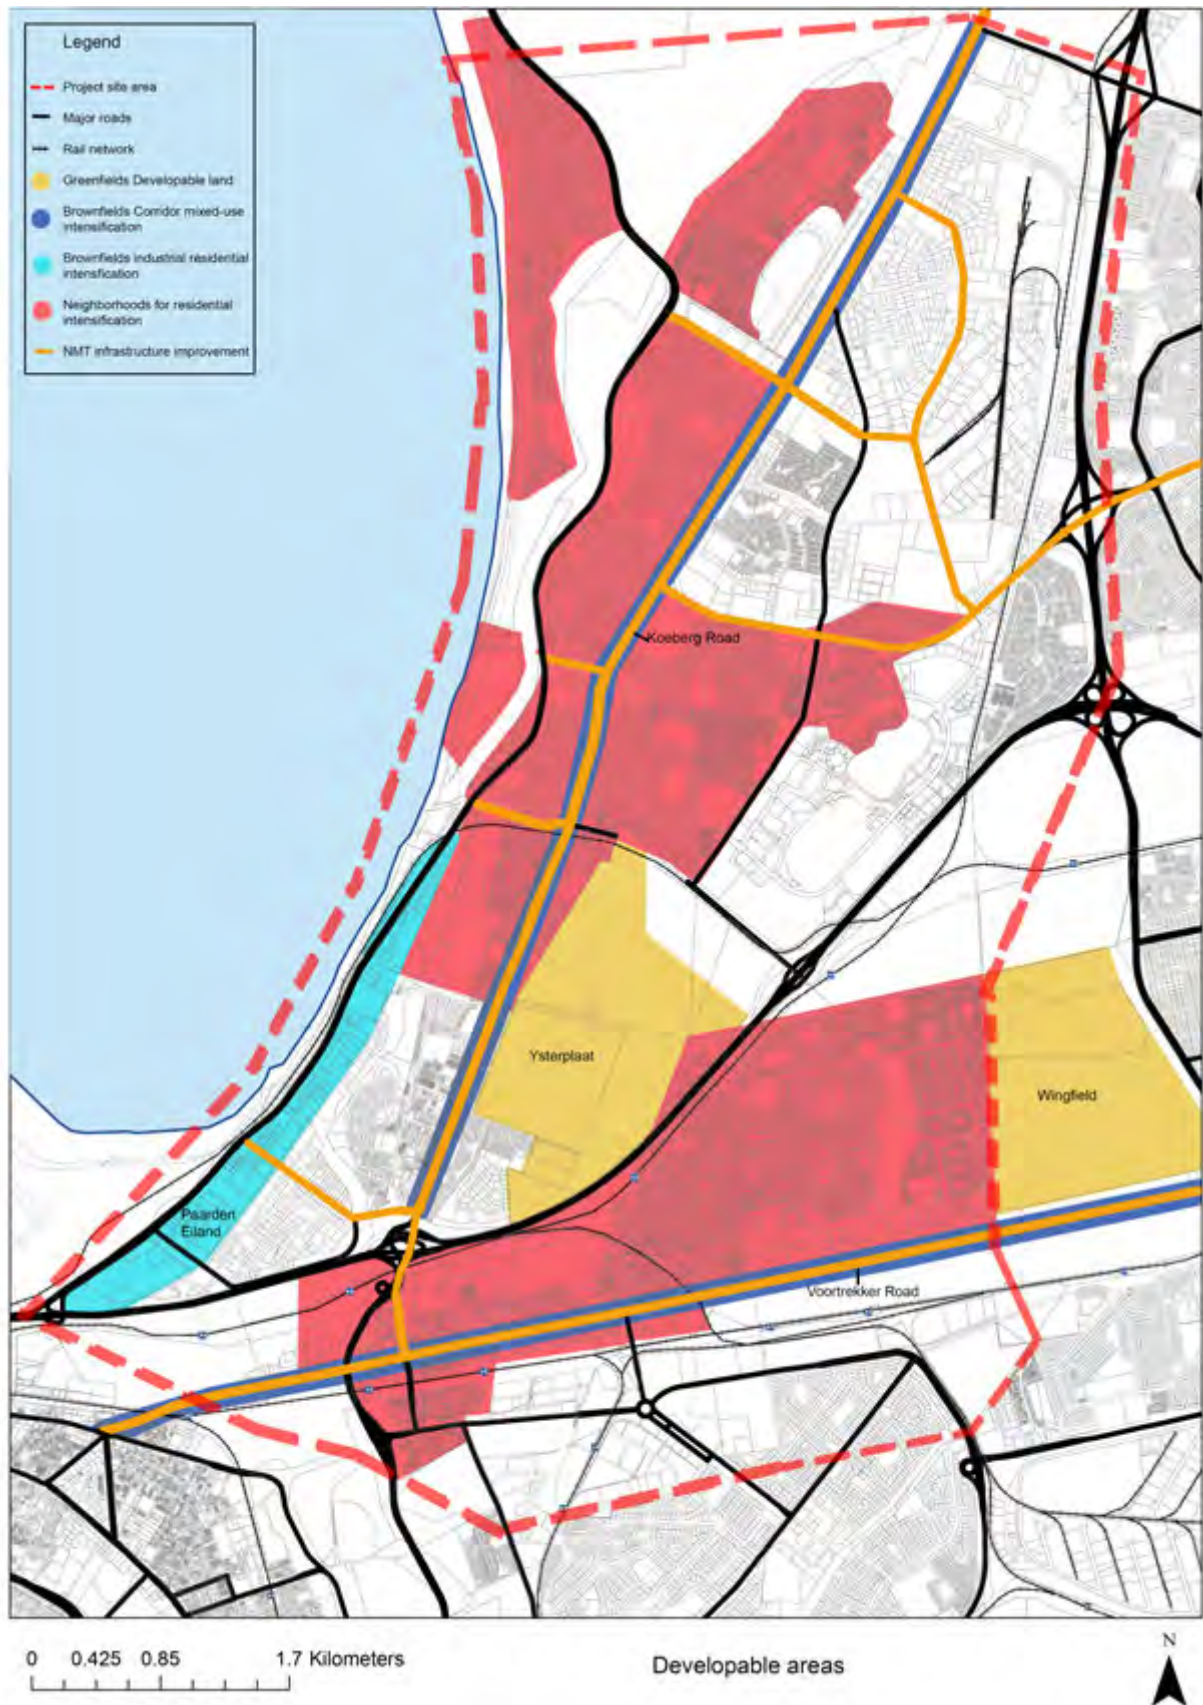 Legend
Project site area
Major roads
Rail network
Greenfields Developable land
Brownfields Corridor mixed-use
intensification
Brownfields industrial residential
intensfication
Neighborhoods for residential
intensification
NMT infrastructure improvement
Koeberg Road
Ysterplaat
Wingfield
Paarden
Eiland
Voortrekker Road
0 0.425 0.85 1.7 Kilometers
Developable areas
N